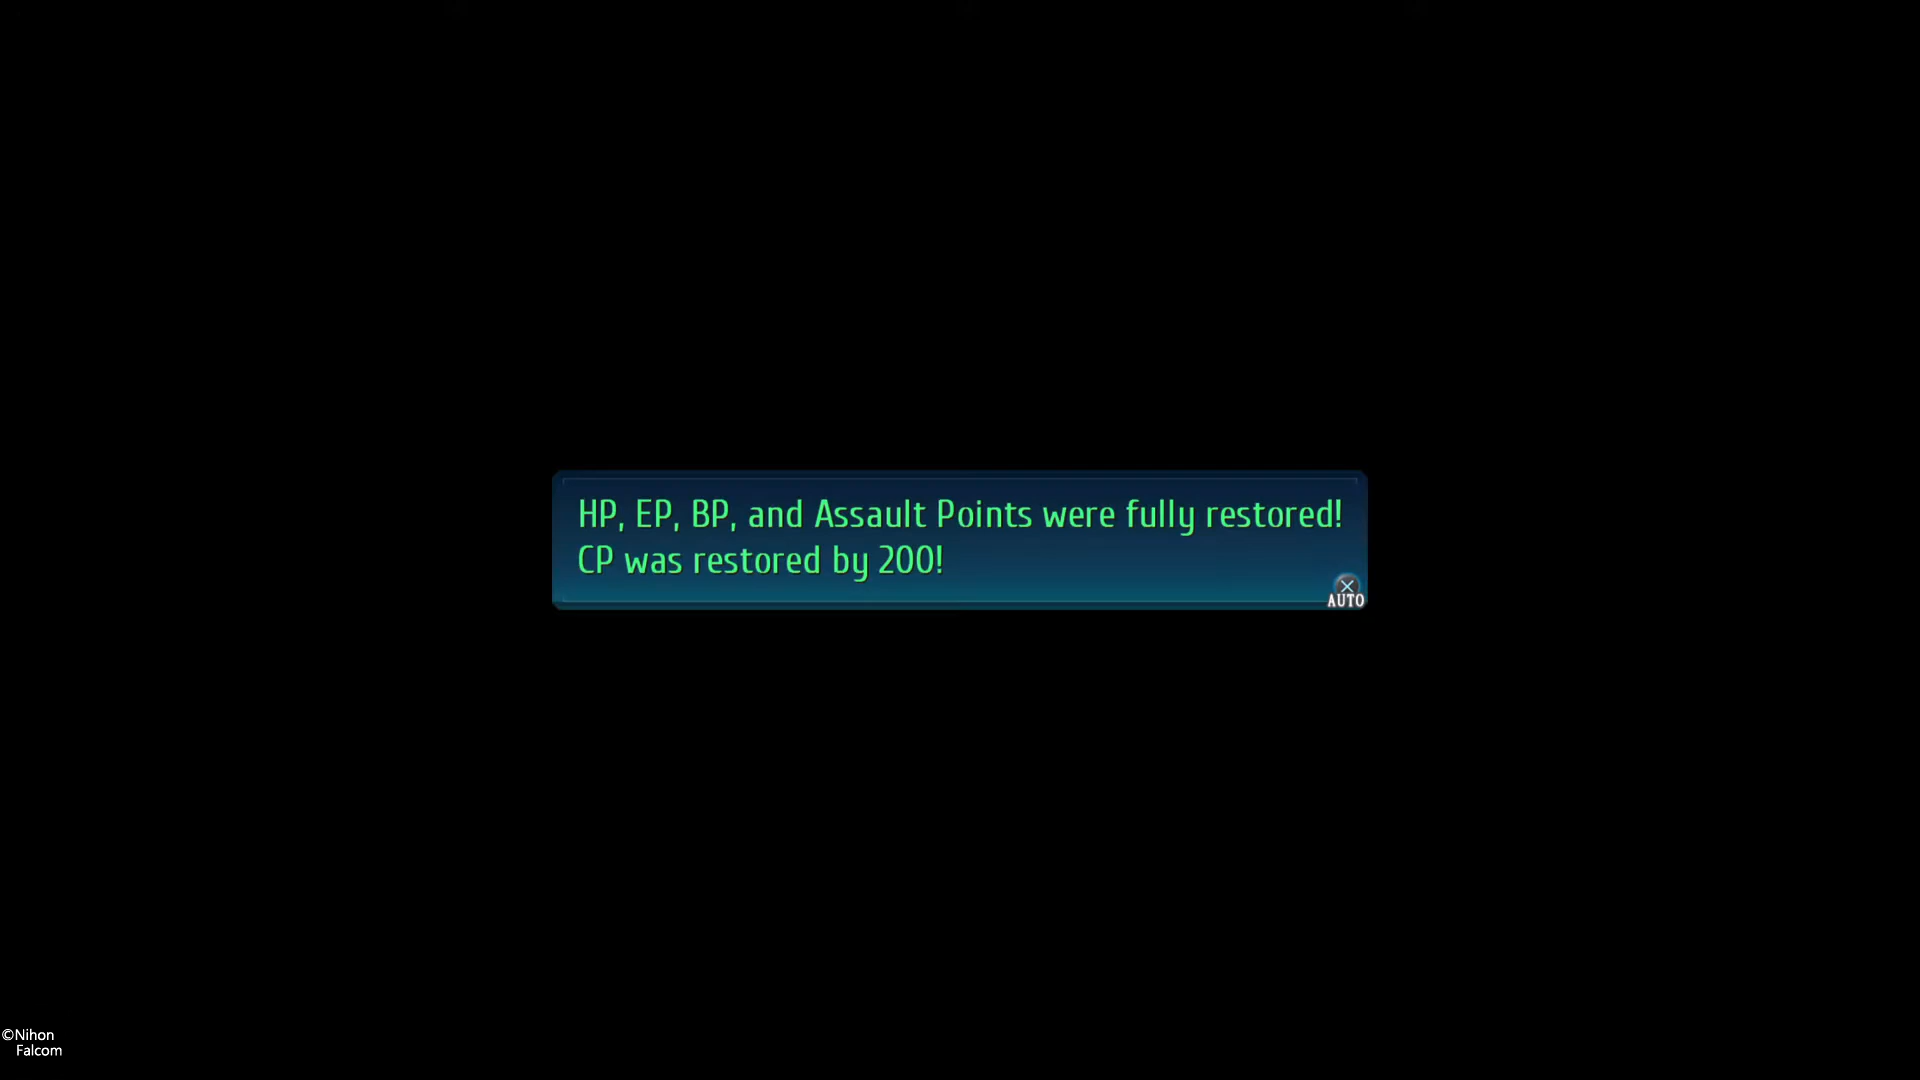 HP, EP, BP, and Assault Points were fully restored!
CP was restored by 200!
AUTO
©Nihon
Falcom